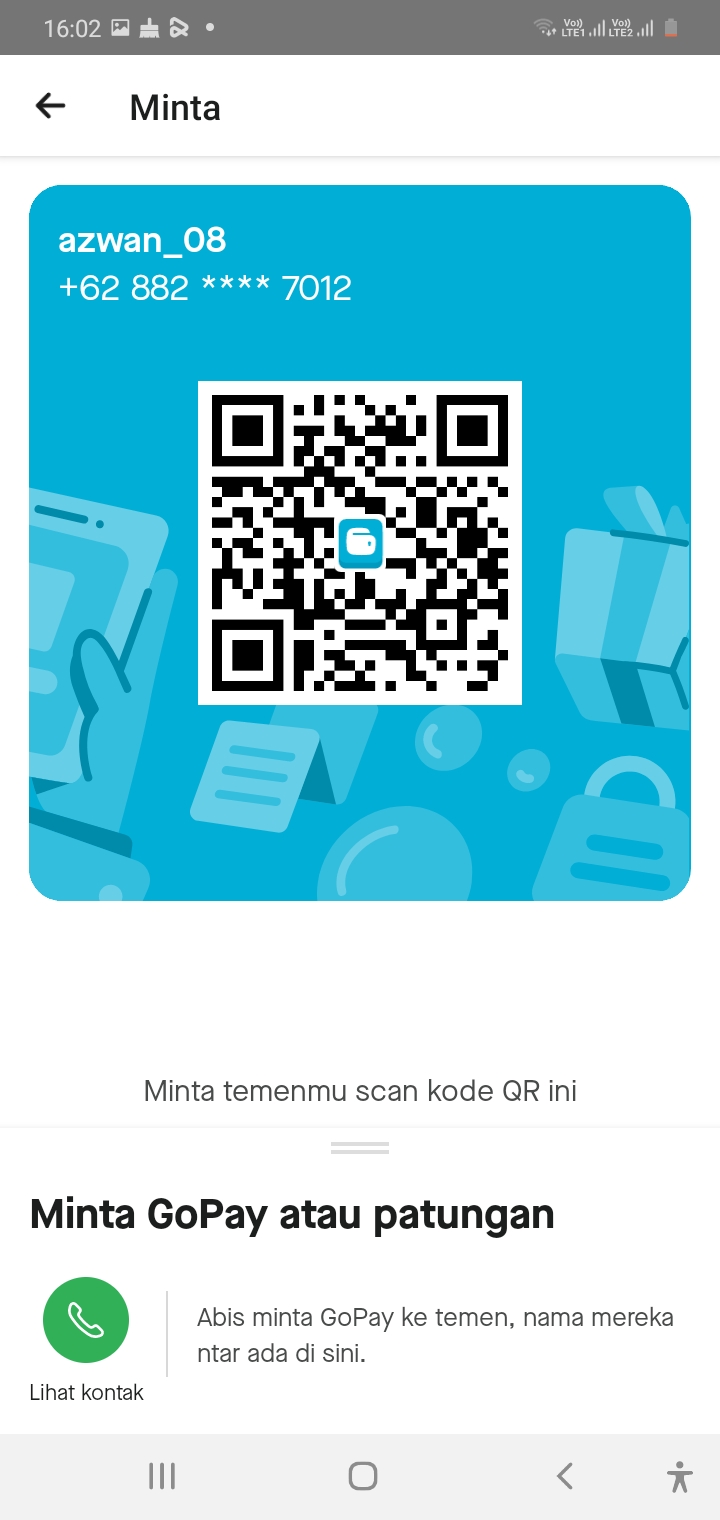 16:02
Vo)) LTE1 Vo)) LTE2
Minta
azwan_08
+62 882 **** 7012
Minta temenmu scan kode QR ini
Minta GoPay atau patungan
Abis minta GoPay ke temen, nama mereka
ntar ada di sini.
Lihat kontak